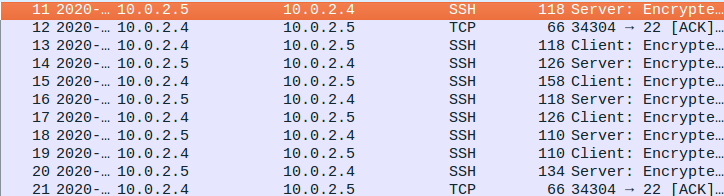 11 2020-… 10.0.2.5 10.0.2.4 SSH 118 Server: Encrypte…
12 2020-… 10.0.2.4 10.0.2.5 TCP 66 34304 → 22 [ACK]…
13 2020-… 10.0.2.4 10.0.2.5 SSH 118 Client: Encrypte…
14 2020-… 10.0.2.5 10.0.2.4 SSH 126 Server: Encrypte…
15 2020-… 10.0.2.4 10.0.2.5 SSH 158 Client: Encrypte…
16 2020-… 10.0.2.5 10.0.2.4 SSH 118 Server: Encrypte…
17 2020-… 10.0.2.4 10.0.2.5 SSH 126 Client: Encrypte…
18 2020-… 10.0.2.5 10.0.2.4 SSH 110 Server: Encrypte…
19 2020-… 10.0.2.4 10.0.2.5 SSH 110 Client: Encrypte…
20 2020-… 10.0.2.5 10.0.2.4 SSH 134 Server: Encrypte…
21 2020-… 10.0.2.4 10.0.2.5 TCP 66 34304 → 22 [ACK]…